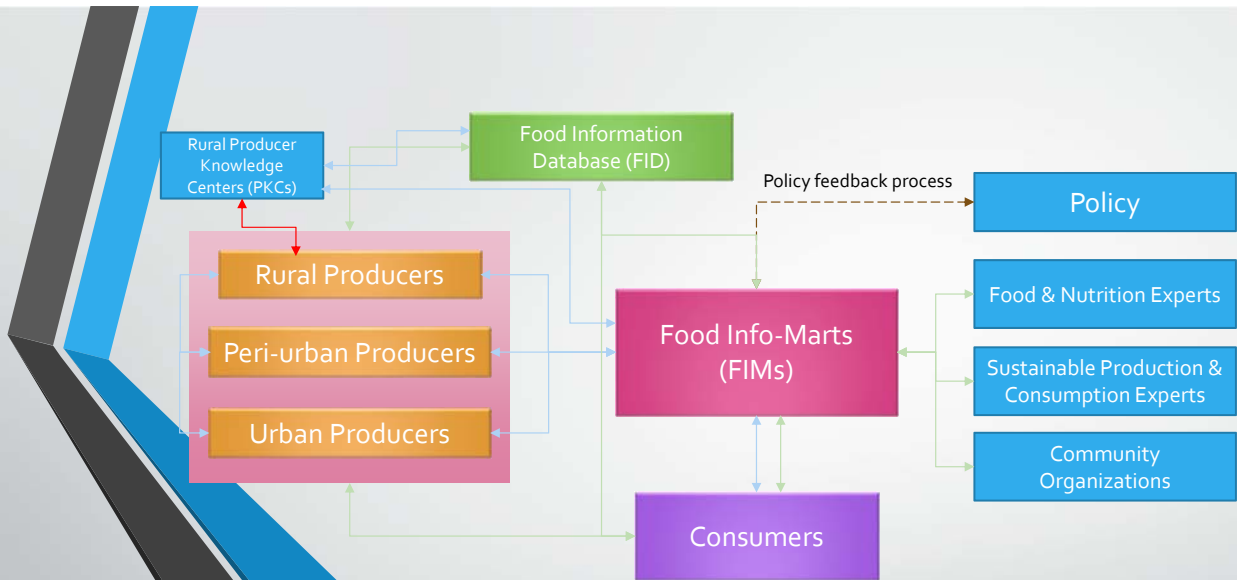 Rural Producer
Knowledge
Centers (PKCs)
Food Information
Database (FID)
Policy feedback process
Policy
Rural Producers
Peri-urban Producers
Urban Producers
Food Info-Marts
(FIMs)
Food & Nutrition Experts
Sustainable Production &
Consumption Experts
Community
Organizations
Consumers